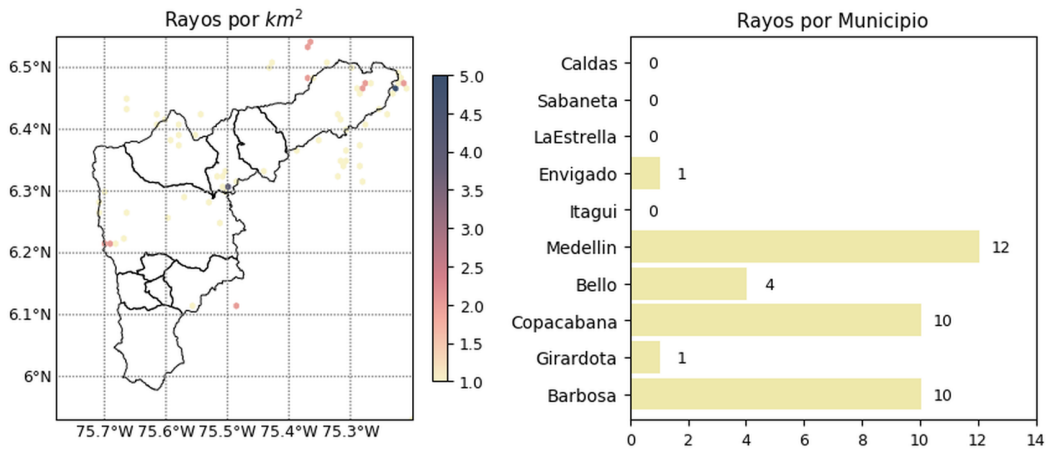 Rayos por km²
6.5°N
6.4°N
6.3°N
6.2°N
6.1°N
6°N
75.7°W 75.6°W 75.5°W 75.4°W 75.3°W
5.0
4.5
4.0
3.5
3.0
2.5
2.0
1.5
1.0
Rayos por Municipio
Caldas 0
Sabaneta 0
LaEstrella 0
Envigado 1
Itagui 0
Medellin 12
Bello 4
Copacabana 10
Girardota 1
Barbosa 10
0 2 4 6 8 10 12 14